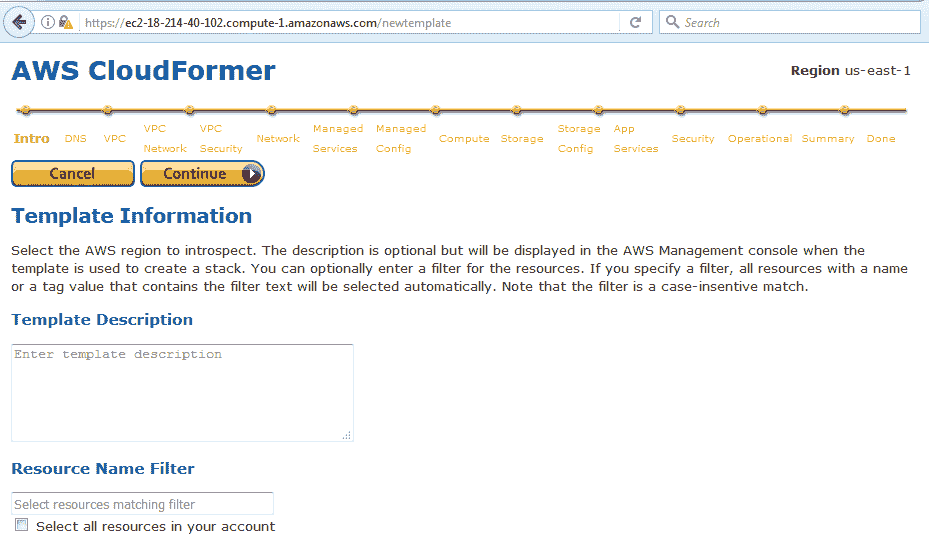 https://ec2-18-214-40-102.compute-1.amazonaws.com/newtemplate
Search
AWS CloudFormer
Region us-east-1
Intro
DNS
VPC
VPC Network
VPC Security
Network
Managed Services
Managed Config
Compute
Storage
Storage Config
App Services
Security
Operational
Summary
Done
Cancel
Continue
Template Information
Select the AWS region to introspect. The description is optional but will be displayed in the AWS Management console when the
template is used to create a stack. You can optionally enter a filter for the resources. If you specify a filter, all resources with a name
or a tag value that contains the filter text will be selected automatically. Note that the filter is a case-insentive match.
Template Description
Enter template description
Resource Name Filter
Select resources matching filter
Select all resources in your account